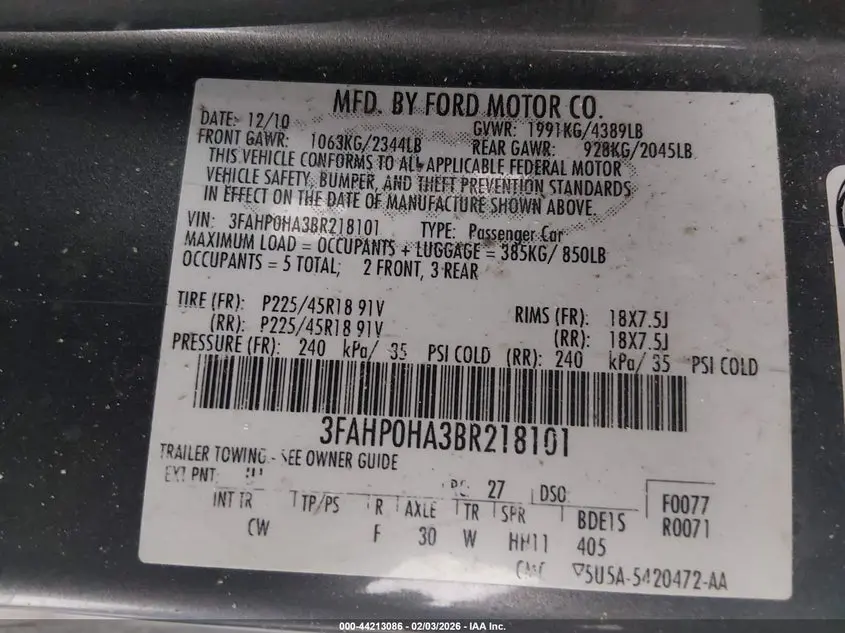 MFD. BY FORD MOTOR CO.
DATE: 12/10 GVWR: 1991KG/4389LB
FRONT GAWR: 1063KG/2344LB REAR GAWR: 928KG/2045LB
THIS VEHICLE CONFORMS TO ALL APPLICABLE FEDERAL MOTOR
VEHICLE SAFETY, BUMPER, AND THEFT PREVENTION STANDARDS
IN EFFECT ON THE DATE OF MANUFACTURE SHOWN ABOVE.
VIN: 3FAHP0HA3BR218101 TYPE: Passenger Car
MAXIMUM LOAD = OCCUPANTS + LUGGAGE = 385KG/ 850LB
OCCUPANTS = 5 TOTAL; 2 FRONT, 3 REAR
TIRE (FR): P225/45R18 91V RIMS (FR): 18X7.5J
(RR): P225/45R18 91V (RR): 18X7.5J
PRESSURE (FR): 240 kPa/ 35 PSI COLD (RR): 240 kPa/ 35 PSI COLD
3FAHP0HA3BR218101
TRAILER TOWING - SEE OWNER GUIDE
EXT PNT: 27 DSO:
F0077
R0071
INT TR TP/PS R AXLE TR SPR BDE1S
CW F 30 W HH11 405
5U5A-5420472-AA
000-44213086 - 02/03/2026 - IAA Inc.